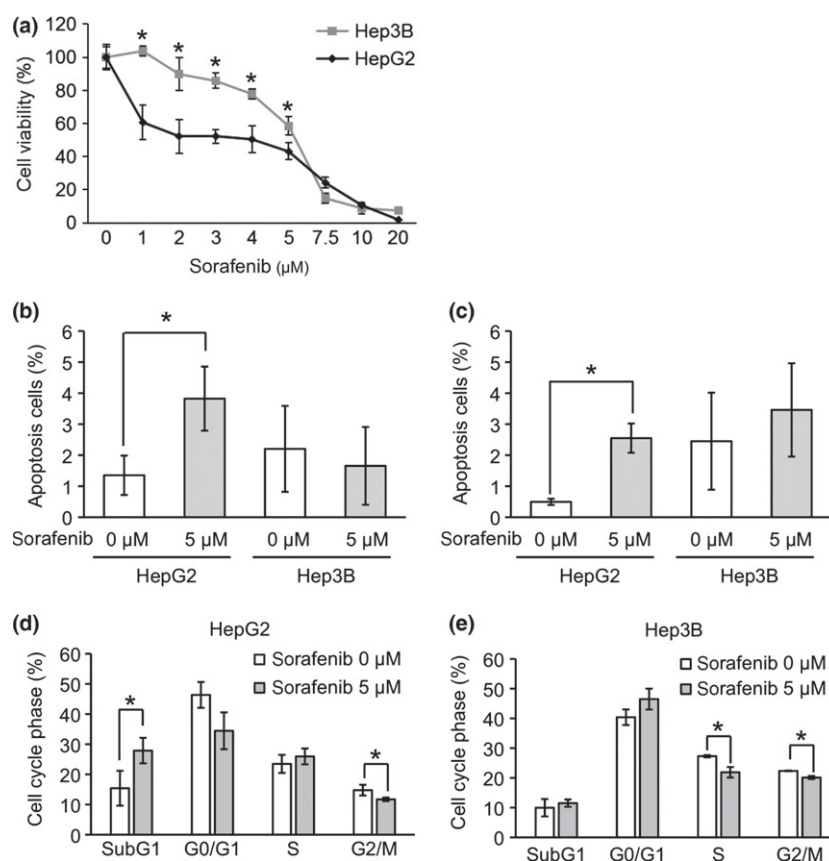 (a)
120
100
80
60
40
20
0
Cell viability (%)
* * * * *
Hep3B
HepG2
0 1 2 3 4 5 7.5 10 20
Sorafenib (µM)
(b)
6
5
4
3
2
1
0
Apoptosis cells (%)
*
Sorafenib 0 µM 5 µM 0 µM 5 µM
HepG2 Hep3B
(c)
6
5
4
3
2
1
0
Apoptosis cells (%)
*
Sorafenib 0 µM 5 µM 0 µM 5 µM
HepG2 Hep3B
(d)
HepG2
60
50
40
30
20
10
0
Cell cycle phase (%)
Sorafenib 0 µM
Sorafenib 5 µM
* *
SubG1 G0/G1 S G2/M
(e)
Hep3B
60
50
40
30
20
10
0
Cell cycle phase (%)
Sorafenib 0 µM
Sorafenib 5 µM
* *
SubG1 G0/G1 S G2/M